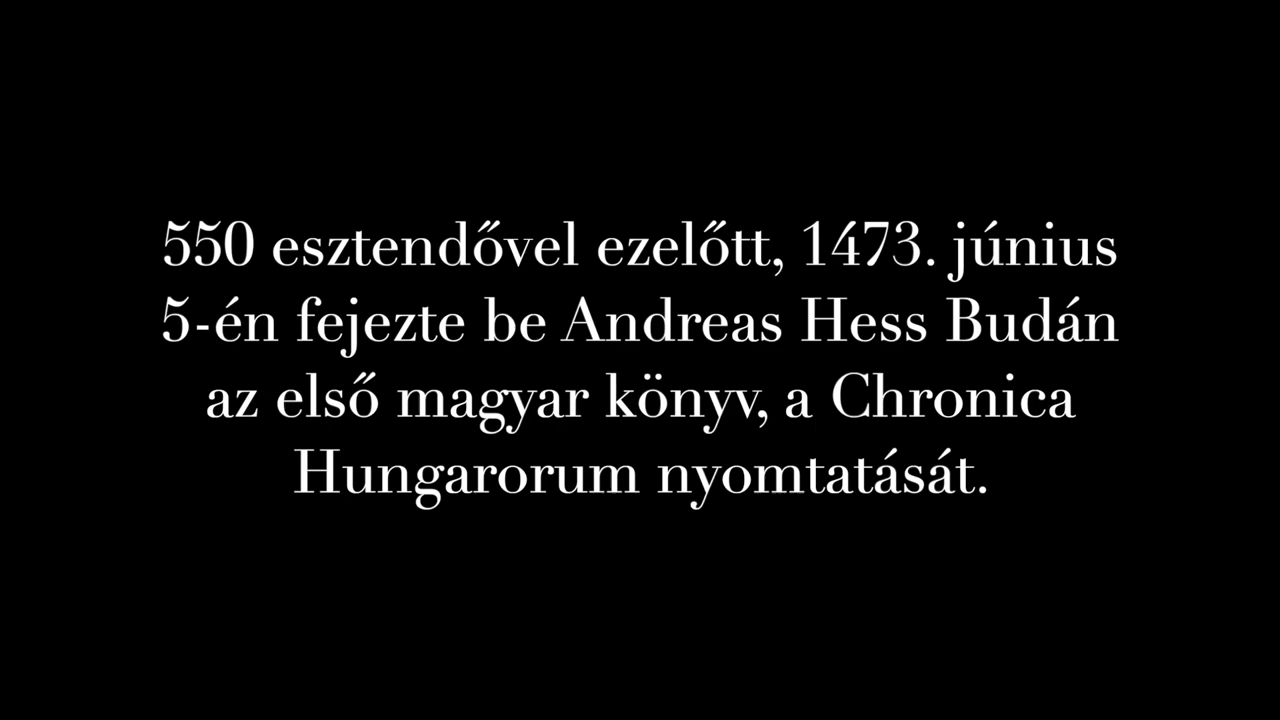 550 esztendővel ezelőtt, 1473. június
5-én fejezte be Andreas Hess Budán
az első magyar könyv, a Chronica
Hungarorum nyomtatását.